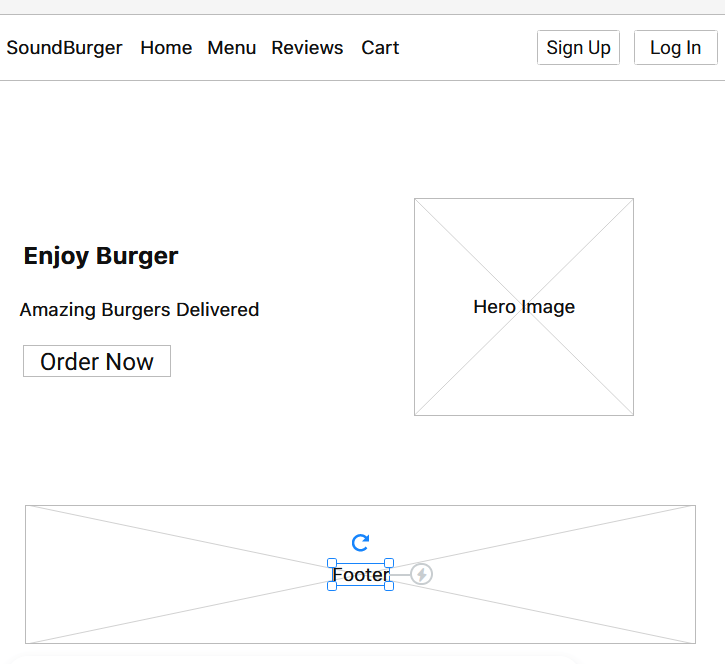 SoundBurger Home Menu Reviews Cart Sign Up Log In
Enjoy Burger
Amazing Burgers Delivered
Order Now
Hero Image
Footer